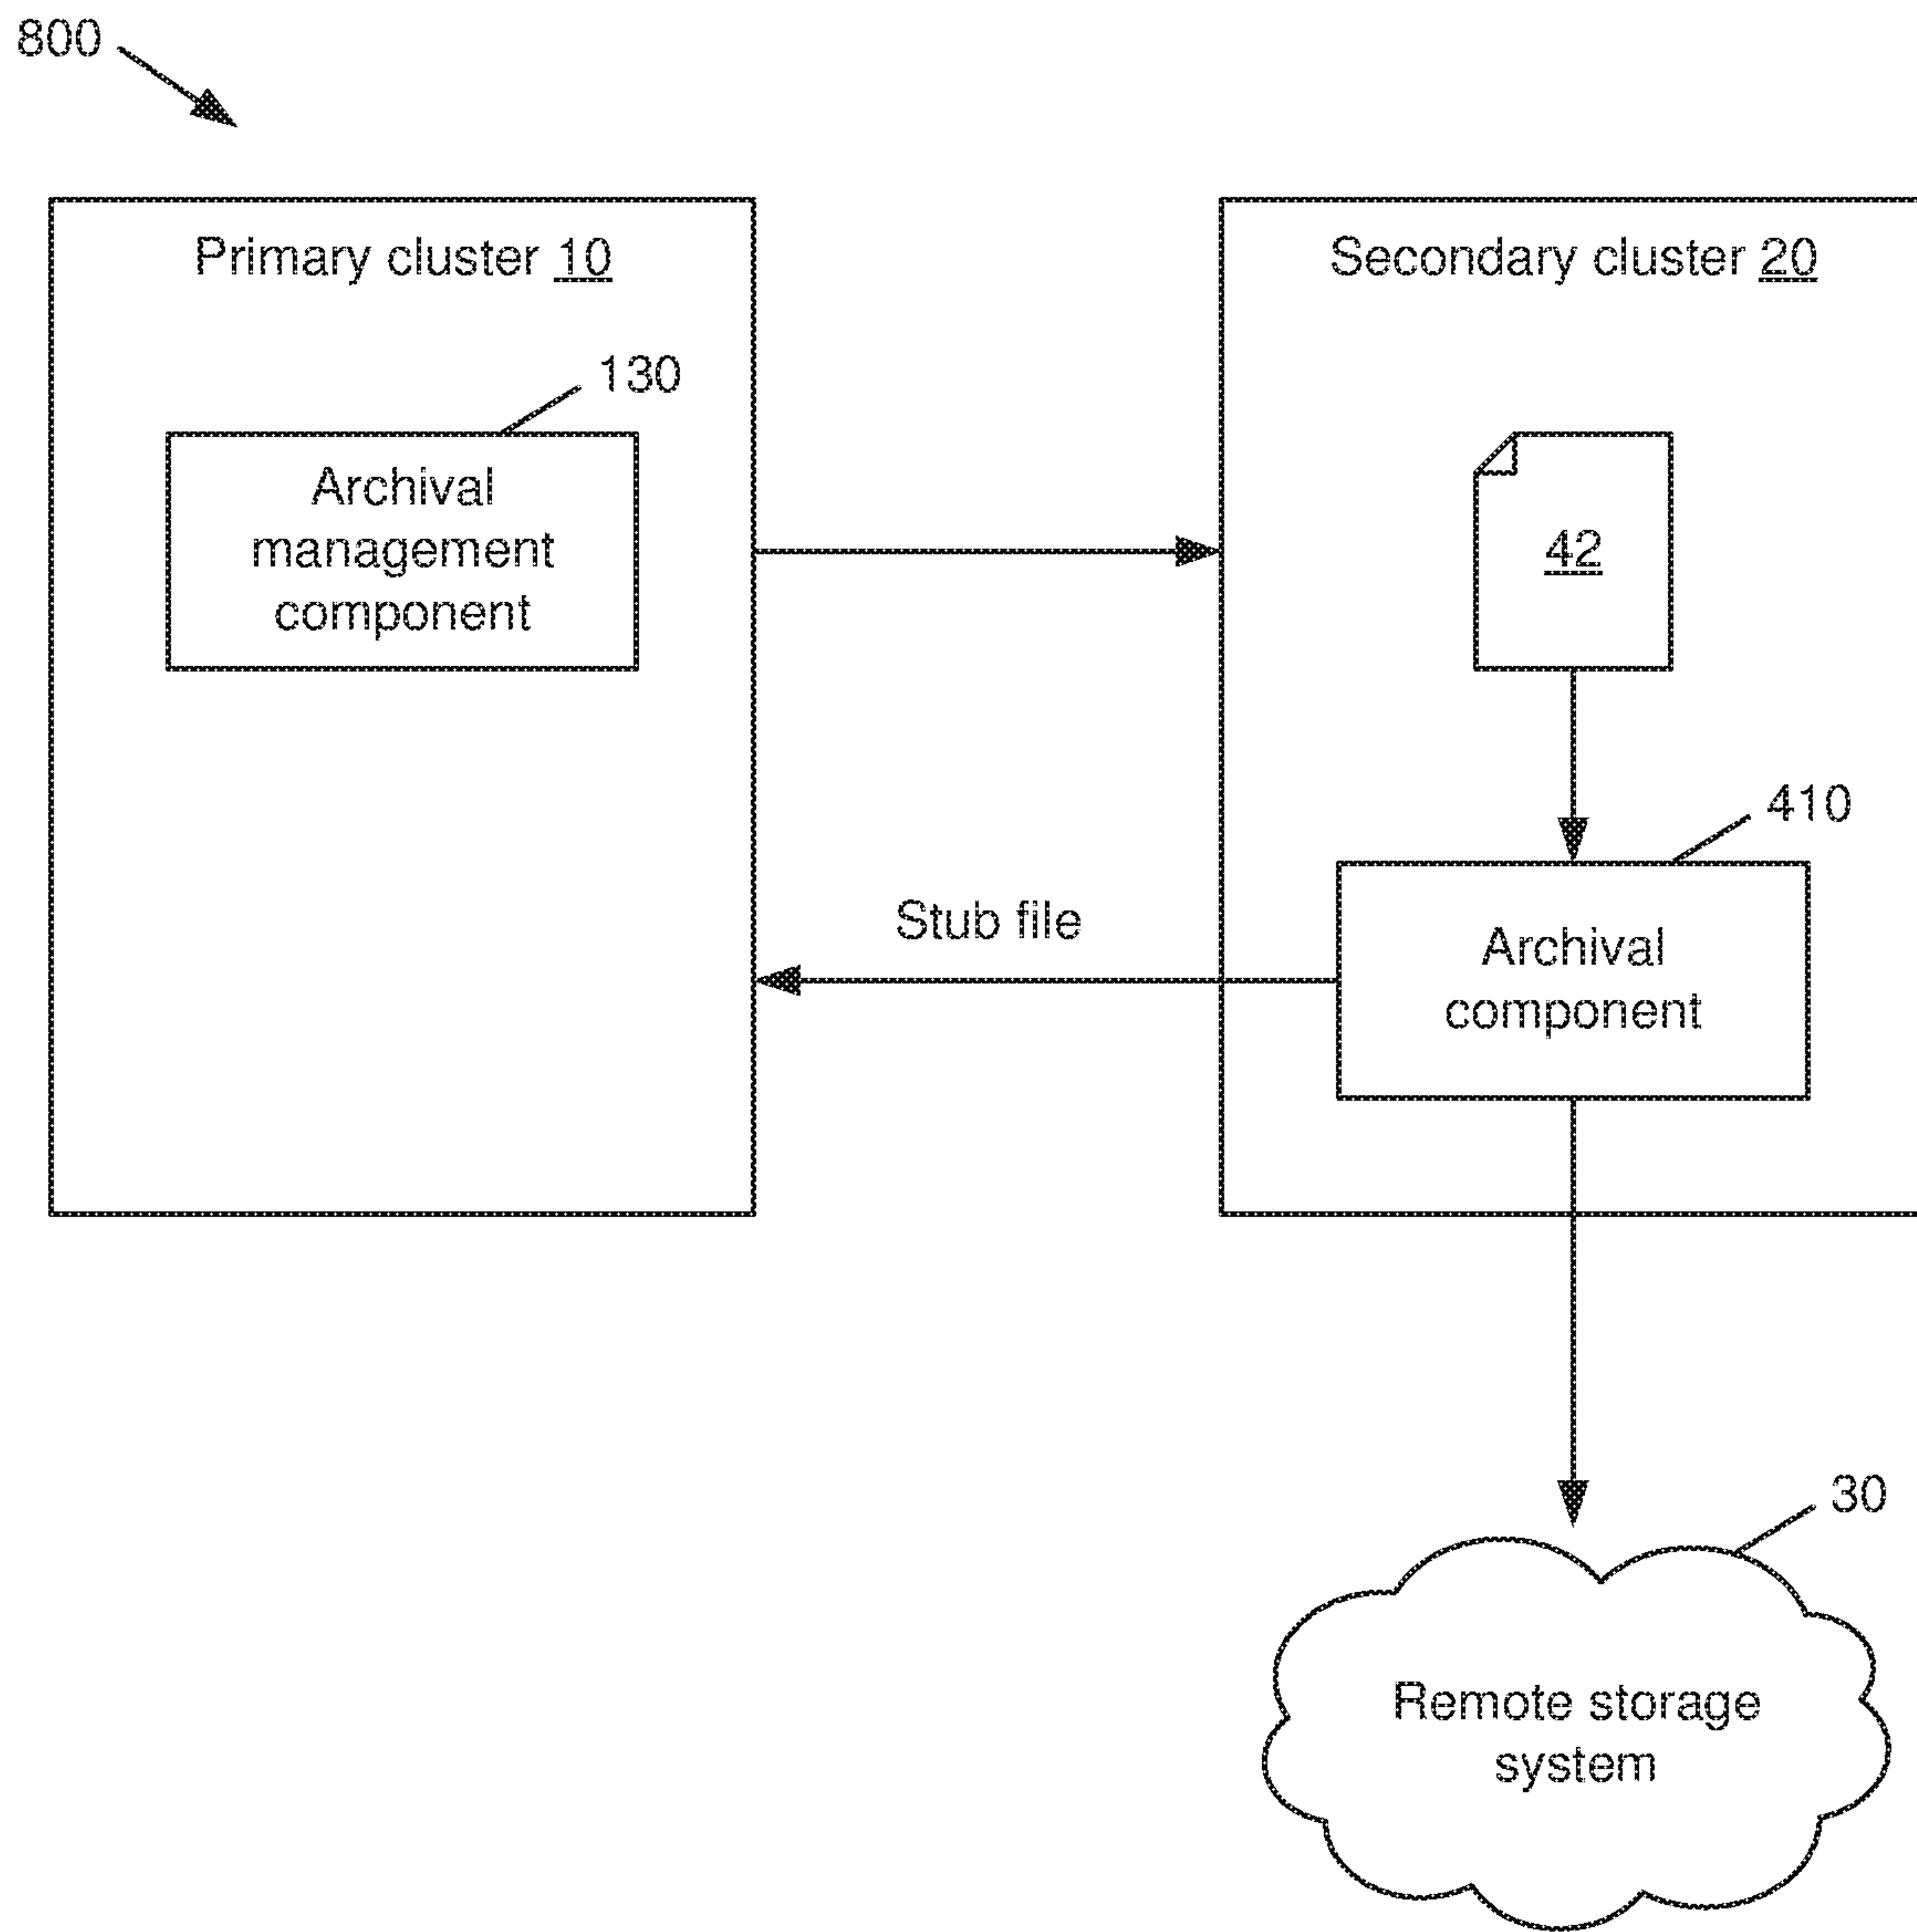 800
Primary cluster 10
Secondary cluster 20
130
Archival
management
component
42
410
Stub file
Archival
component
30
Remote storage
system